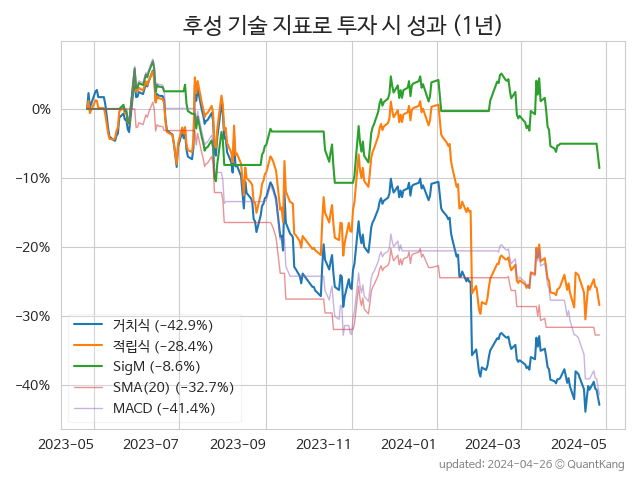 후성 기술 지표로 투자 시 성과 (1년)
0%
−10%
−20%
−30%
−40%
거치식 (−42.9%)
적립식 (−28.4%)
SigM (−8.6%)
SMA(20) (−32.7%)
MACD (−41.4%)
2023-05 2023-07 2023-09 2023-11 2024-01 2024-03 2024-05
updated: 2024-04-26 © QuantKang